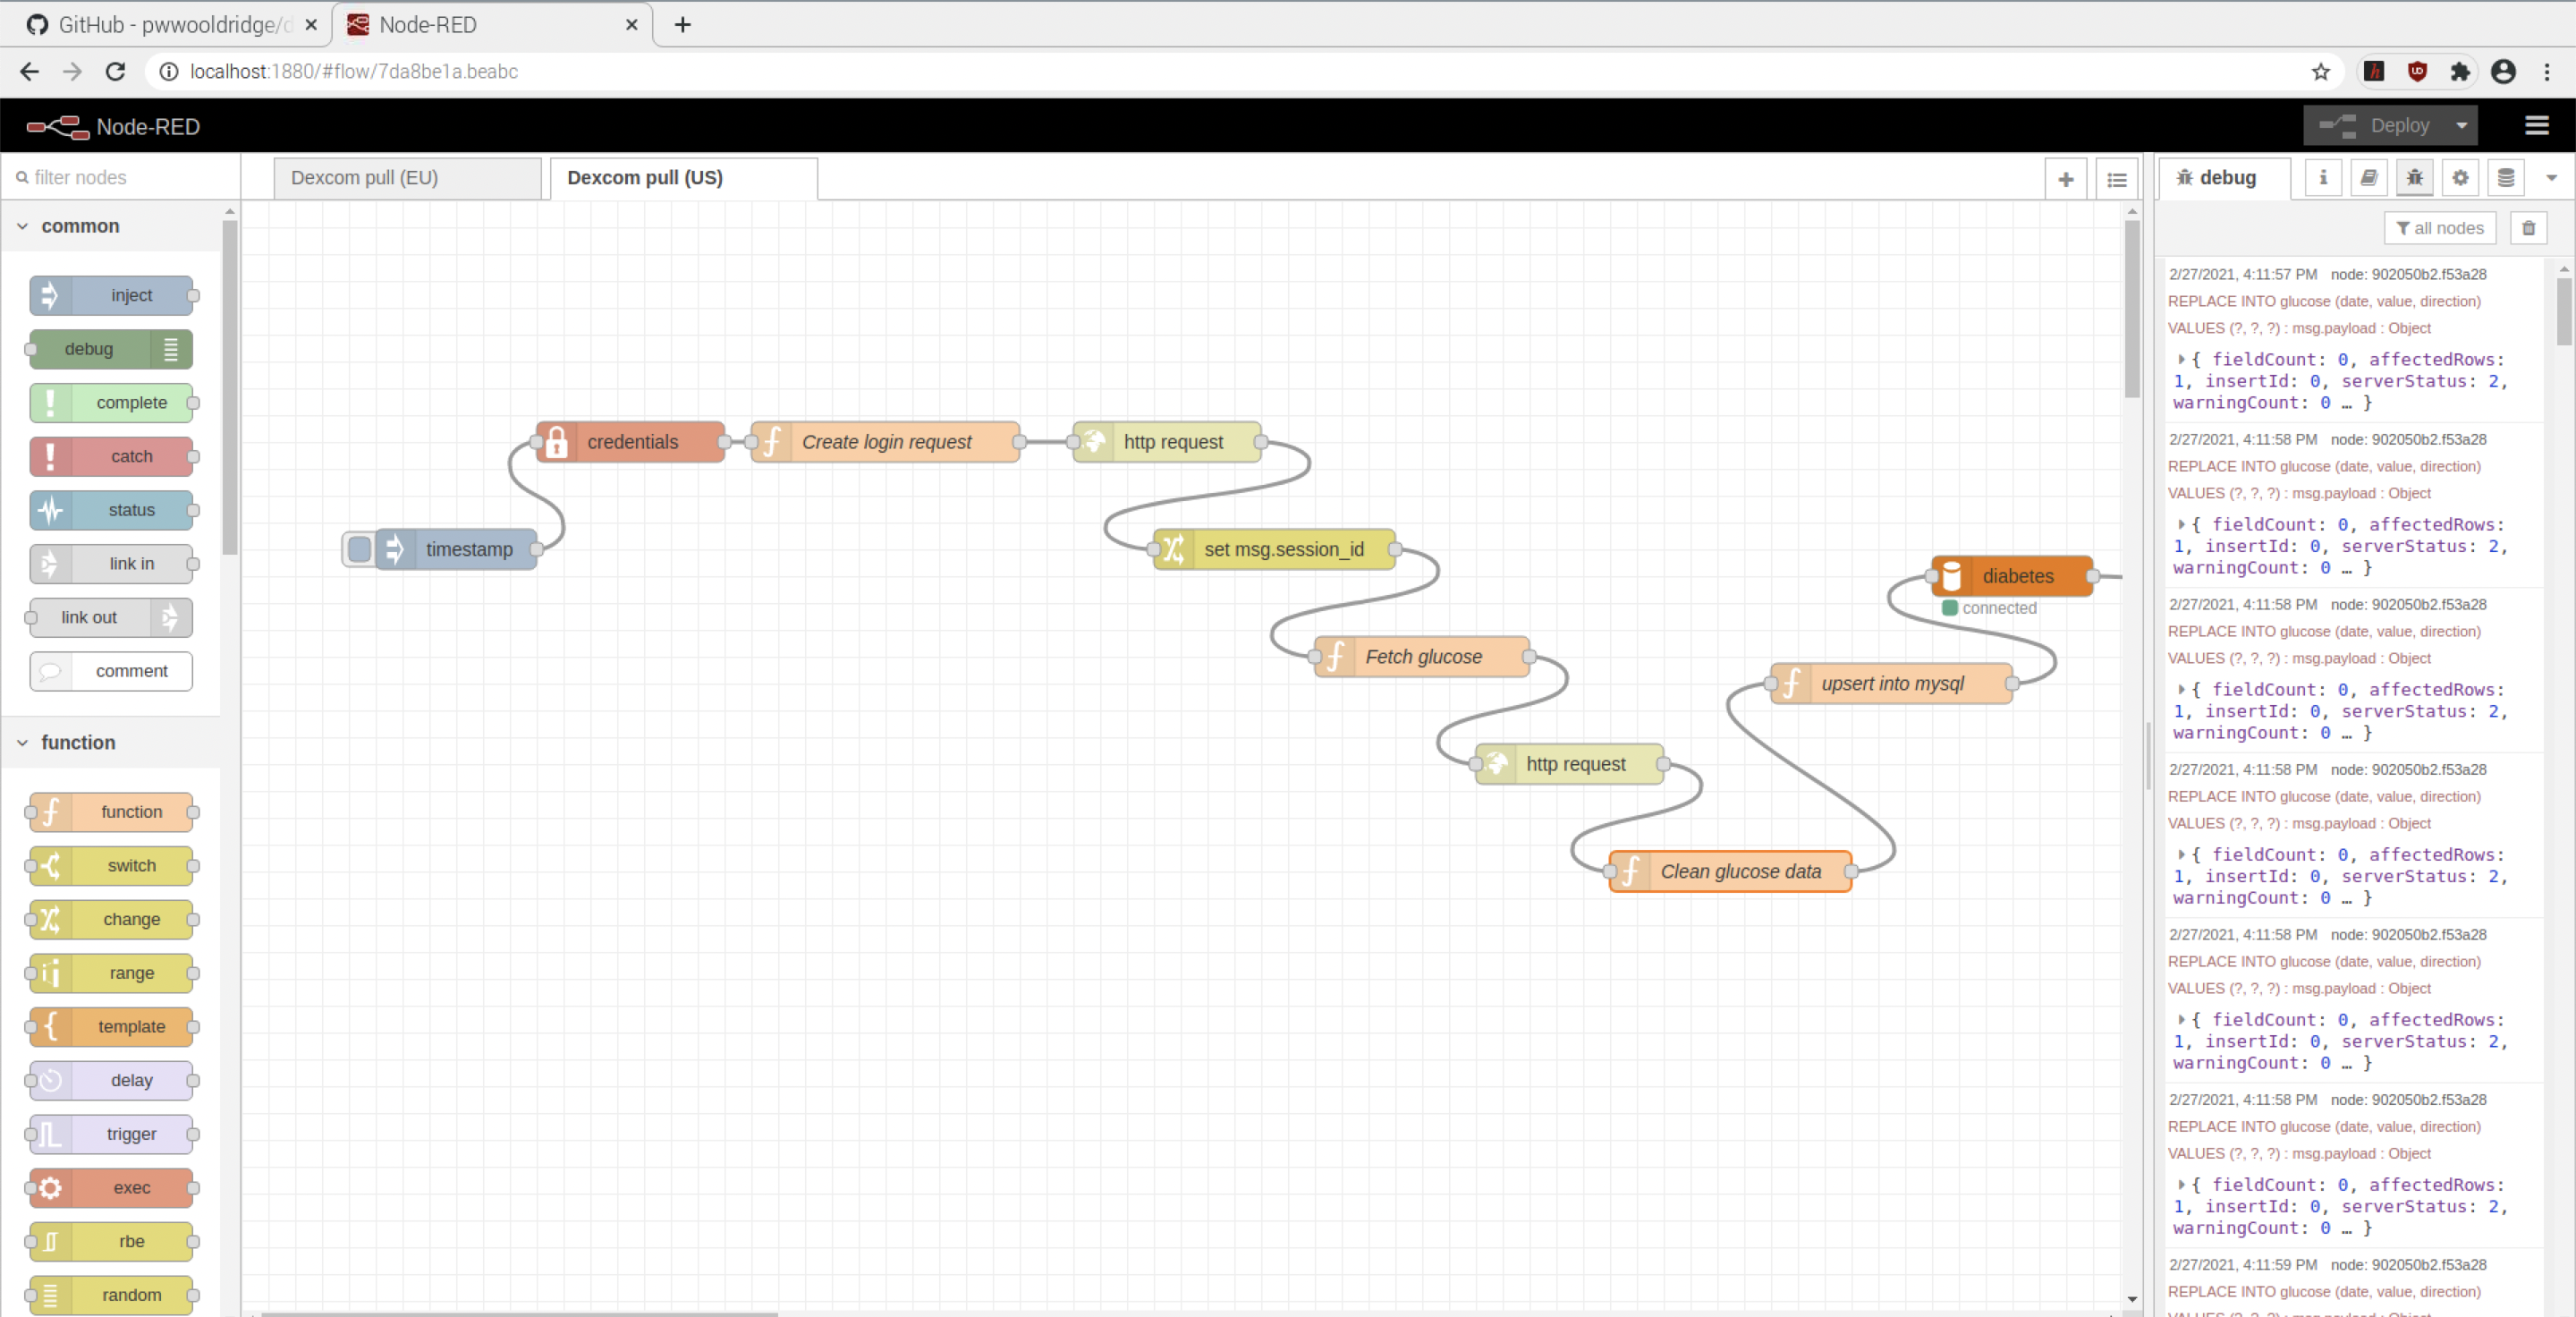 GitHub - pwwooldridge/d
Node-RED
localhost:1880/#flow/7da8be1a.beabc
Node-RED
Deploy
filter nodes
Dexcom pull (EU)
Dexcom pull (US)
debug
all nodes
common
inject
debug
complete
catch
status
link in
link out
comment
function
function
switch
change
range
template
delay
trigger
exec
rbe
random
credentials
Create login request
http request
timestamp
set msg.session_id
diabetes
connected
Fetch glucose
upsert into mysql
http request
Clean glucose data
2/27/2021, 4:11:57 PM node: 902050b2.f53a28
REPLACE INTO glucose (date, value, direction)
VALUES (?, ?, ?) : msg.payload : Object
{ fieldCount: 0, affectedRows:
1, insertId: 0, serverStatus: 2,
warningCount: 0 … }
2/27/2021, 4:11:58 PM node: 902050b2.f53a28
REPLACE INTO glucose (date, value, direction)
VALUES (?, ?, ?) : msg.payload : Object
{ fieldCount: 0, affectedRows:
1, insertId: 0, serverStatus: 2,
warningCount: 0 … }
2/27/2021, 4:11:58 PM node: 902050b2.f53a28
REPLACE INTO glucose (date, value, direction)
VALUES (?, ?, ?) : msg.payload : Object
{ fieldCount: 0, affectedRows:
1, insertId: 0, serverStatus: 2,
warningCount: 0 … }
2/27/2021, 4:11:58 PM node: 902050b2.f53a28
REPLACE INTO glucose (date, value, direction)
VALUES (?, ?, ?) : msg.payload : Object
{ fieldCount: 0, affectedRows:
1, insertId: 0, serverStatus: 2,
warningCount: 0 … }
2/27/2021, 4:11:58 PM node: 902050b2.f53a28
REPLACE INTO glucose (date, value, direction)
VALUES (?, ?, ?) : msg.payload : Object
{ fieldCount: 0, affectedRows:
1, insertId: 0, serverStatus: 2,
warningCount: 0 … }
2/27/2021, 4:11:58 PM node: 902050b2.f53a28
REPLACE INTO glucose (date, value, direction)
VALUES (?, ?, ?) : msg.payload : Object
{ fieldCount: 0, affectedRows:
1, insertId: 0, serverStatus: 2,
warningCount: 0 … }
2/27/2021, 4:11:59 PM node: 902050b2.f53a28
REPLACE INTO glucose (date, value, direction)
VALUES (?, ?, ?) : msg.payload : Object